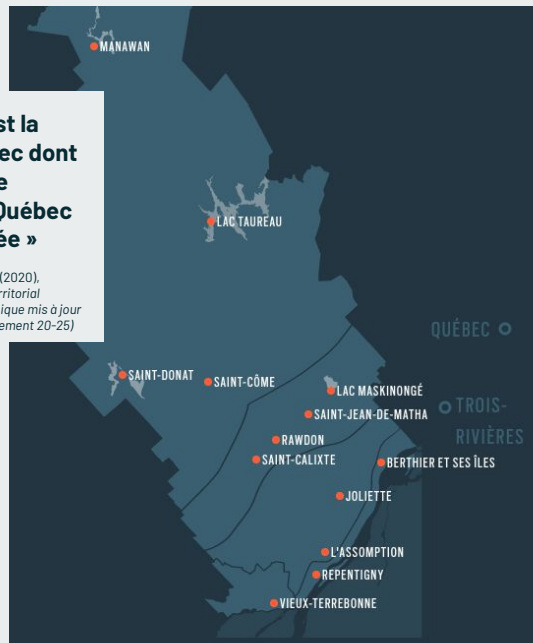 st la
ec dont
e
Québec
ée »
(2020),
rritorial
ique mis à jour
ement 20-25)
MANAWAN
LAC TAUREAU
SAINT-DONAT
SAINT-CÔME
LAC MASKINONGÉ
SAINT-JEAN-DE-MATHA
RAWDON
SAINT-CALIXTE
BERTHIER ET SES ÎLES
JOLIETTE
L'ASSOMPTION
REPENTIGNY
VIEUX-TERREBONNE
QUÉBEC
TROIS-
RIVIÈRES